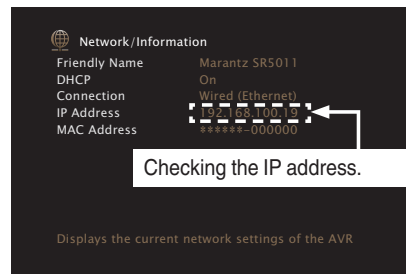 Network/Information
Friendly Name Marantz SR5011
DHCP On
Connection Wired (Ethernet)
IP Address 192.168.100.19
MAC Address ******-000000
Checking the IP address.
Displays the current network settings of the AVR